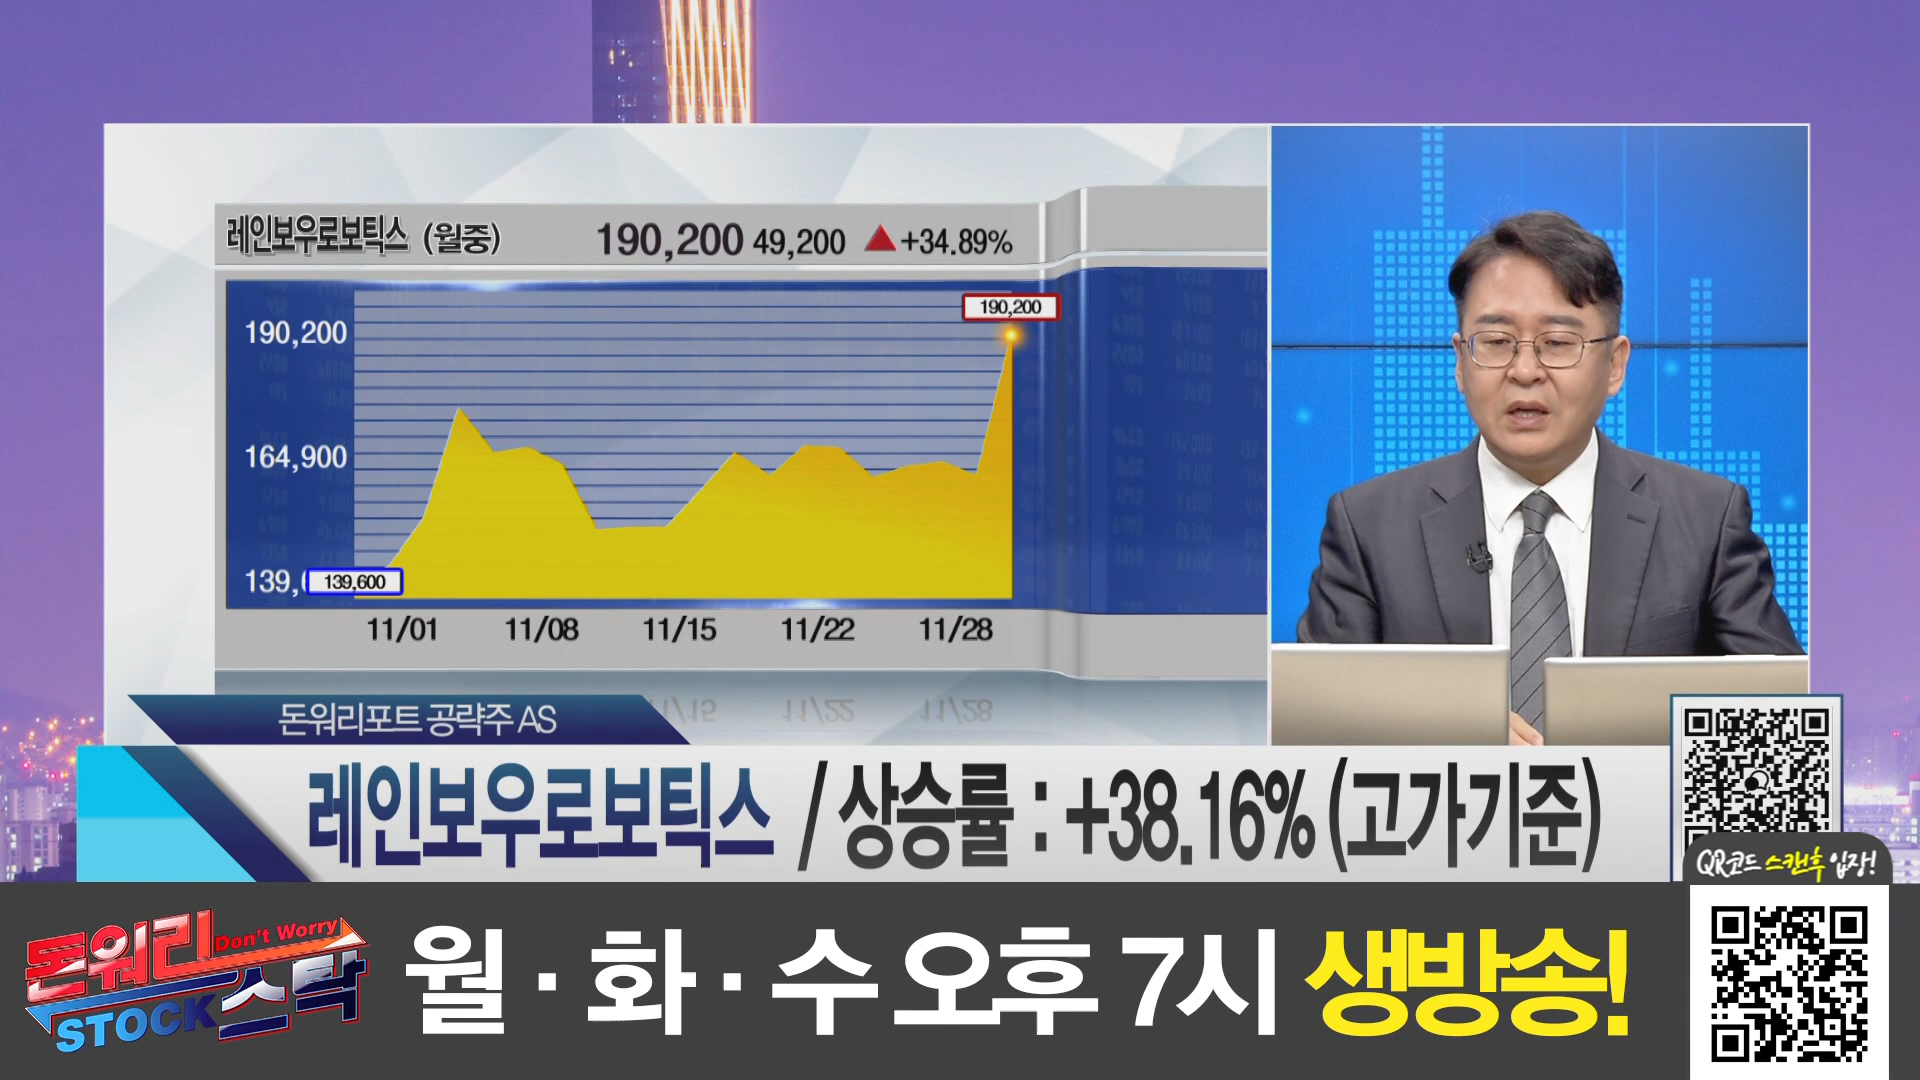 레인보우로보틱스 (월중) 190,200 49,200 ▲+34.89%
190,200
190,200
164,900
139,6
139,600
11/01 11/08 11/15 11/22 11/28
돈워리포트 공략주 AS
레인보우로보틱스 / 상승률 : +38.16% (고가기준)
QR코드 스캔후 입장!
돈워리 Don't Worry
STOCK 스탁
월·화·수 오후 7시 생방송!